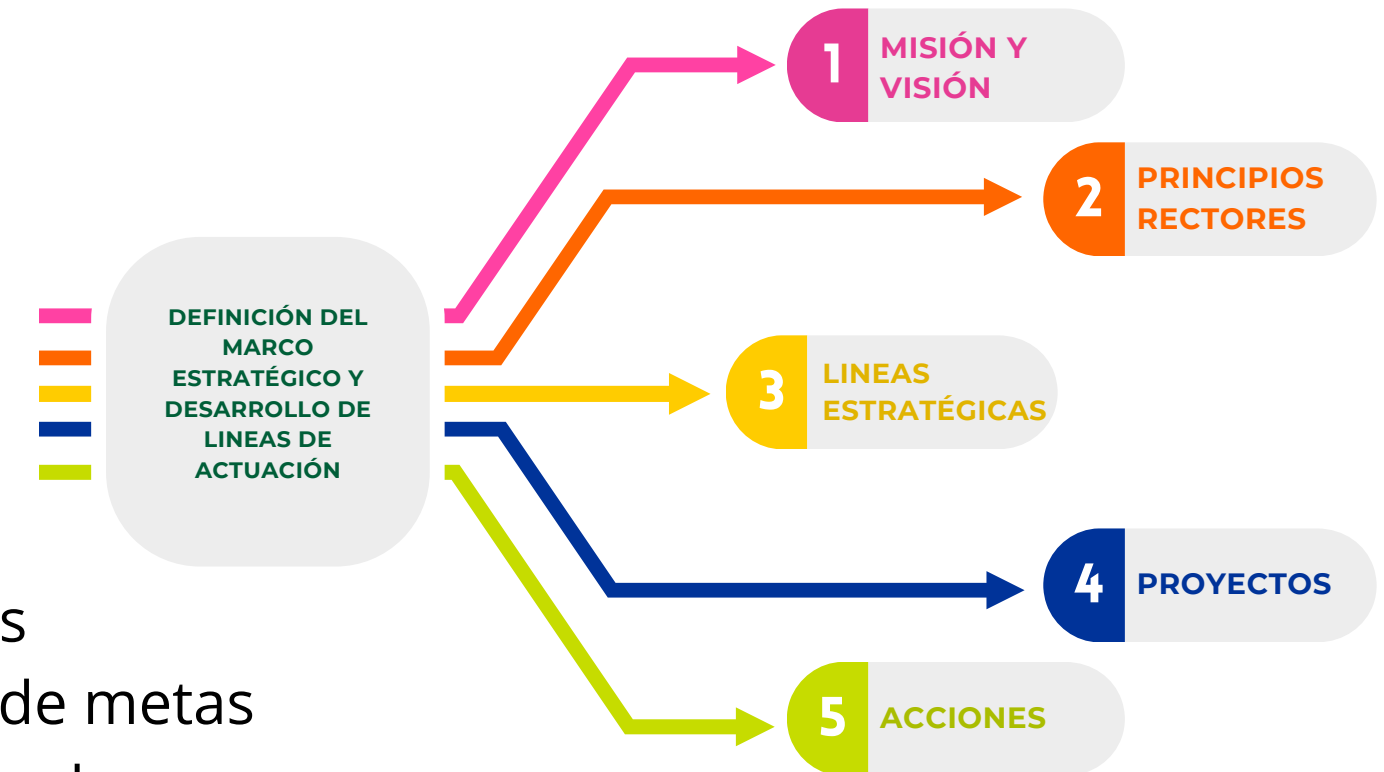 1
MISIÓN Y
VISIÓN
2
PRINCIPIOS
RECTORES
DEFINICIÓN DEL
MARCO
ESTRATÉGICO Y
DESARROLLO DE
LINEAS DE
ACTUACIÓN
3
LINEAS
ESTRATÉGICAS
4
PROYECTOS
5
ACCIONES
s
de metas